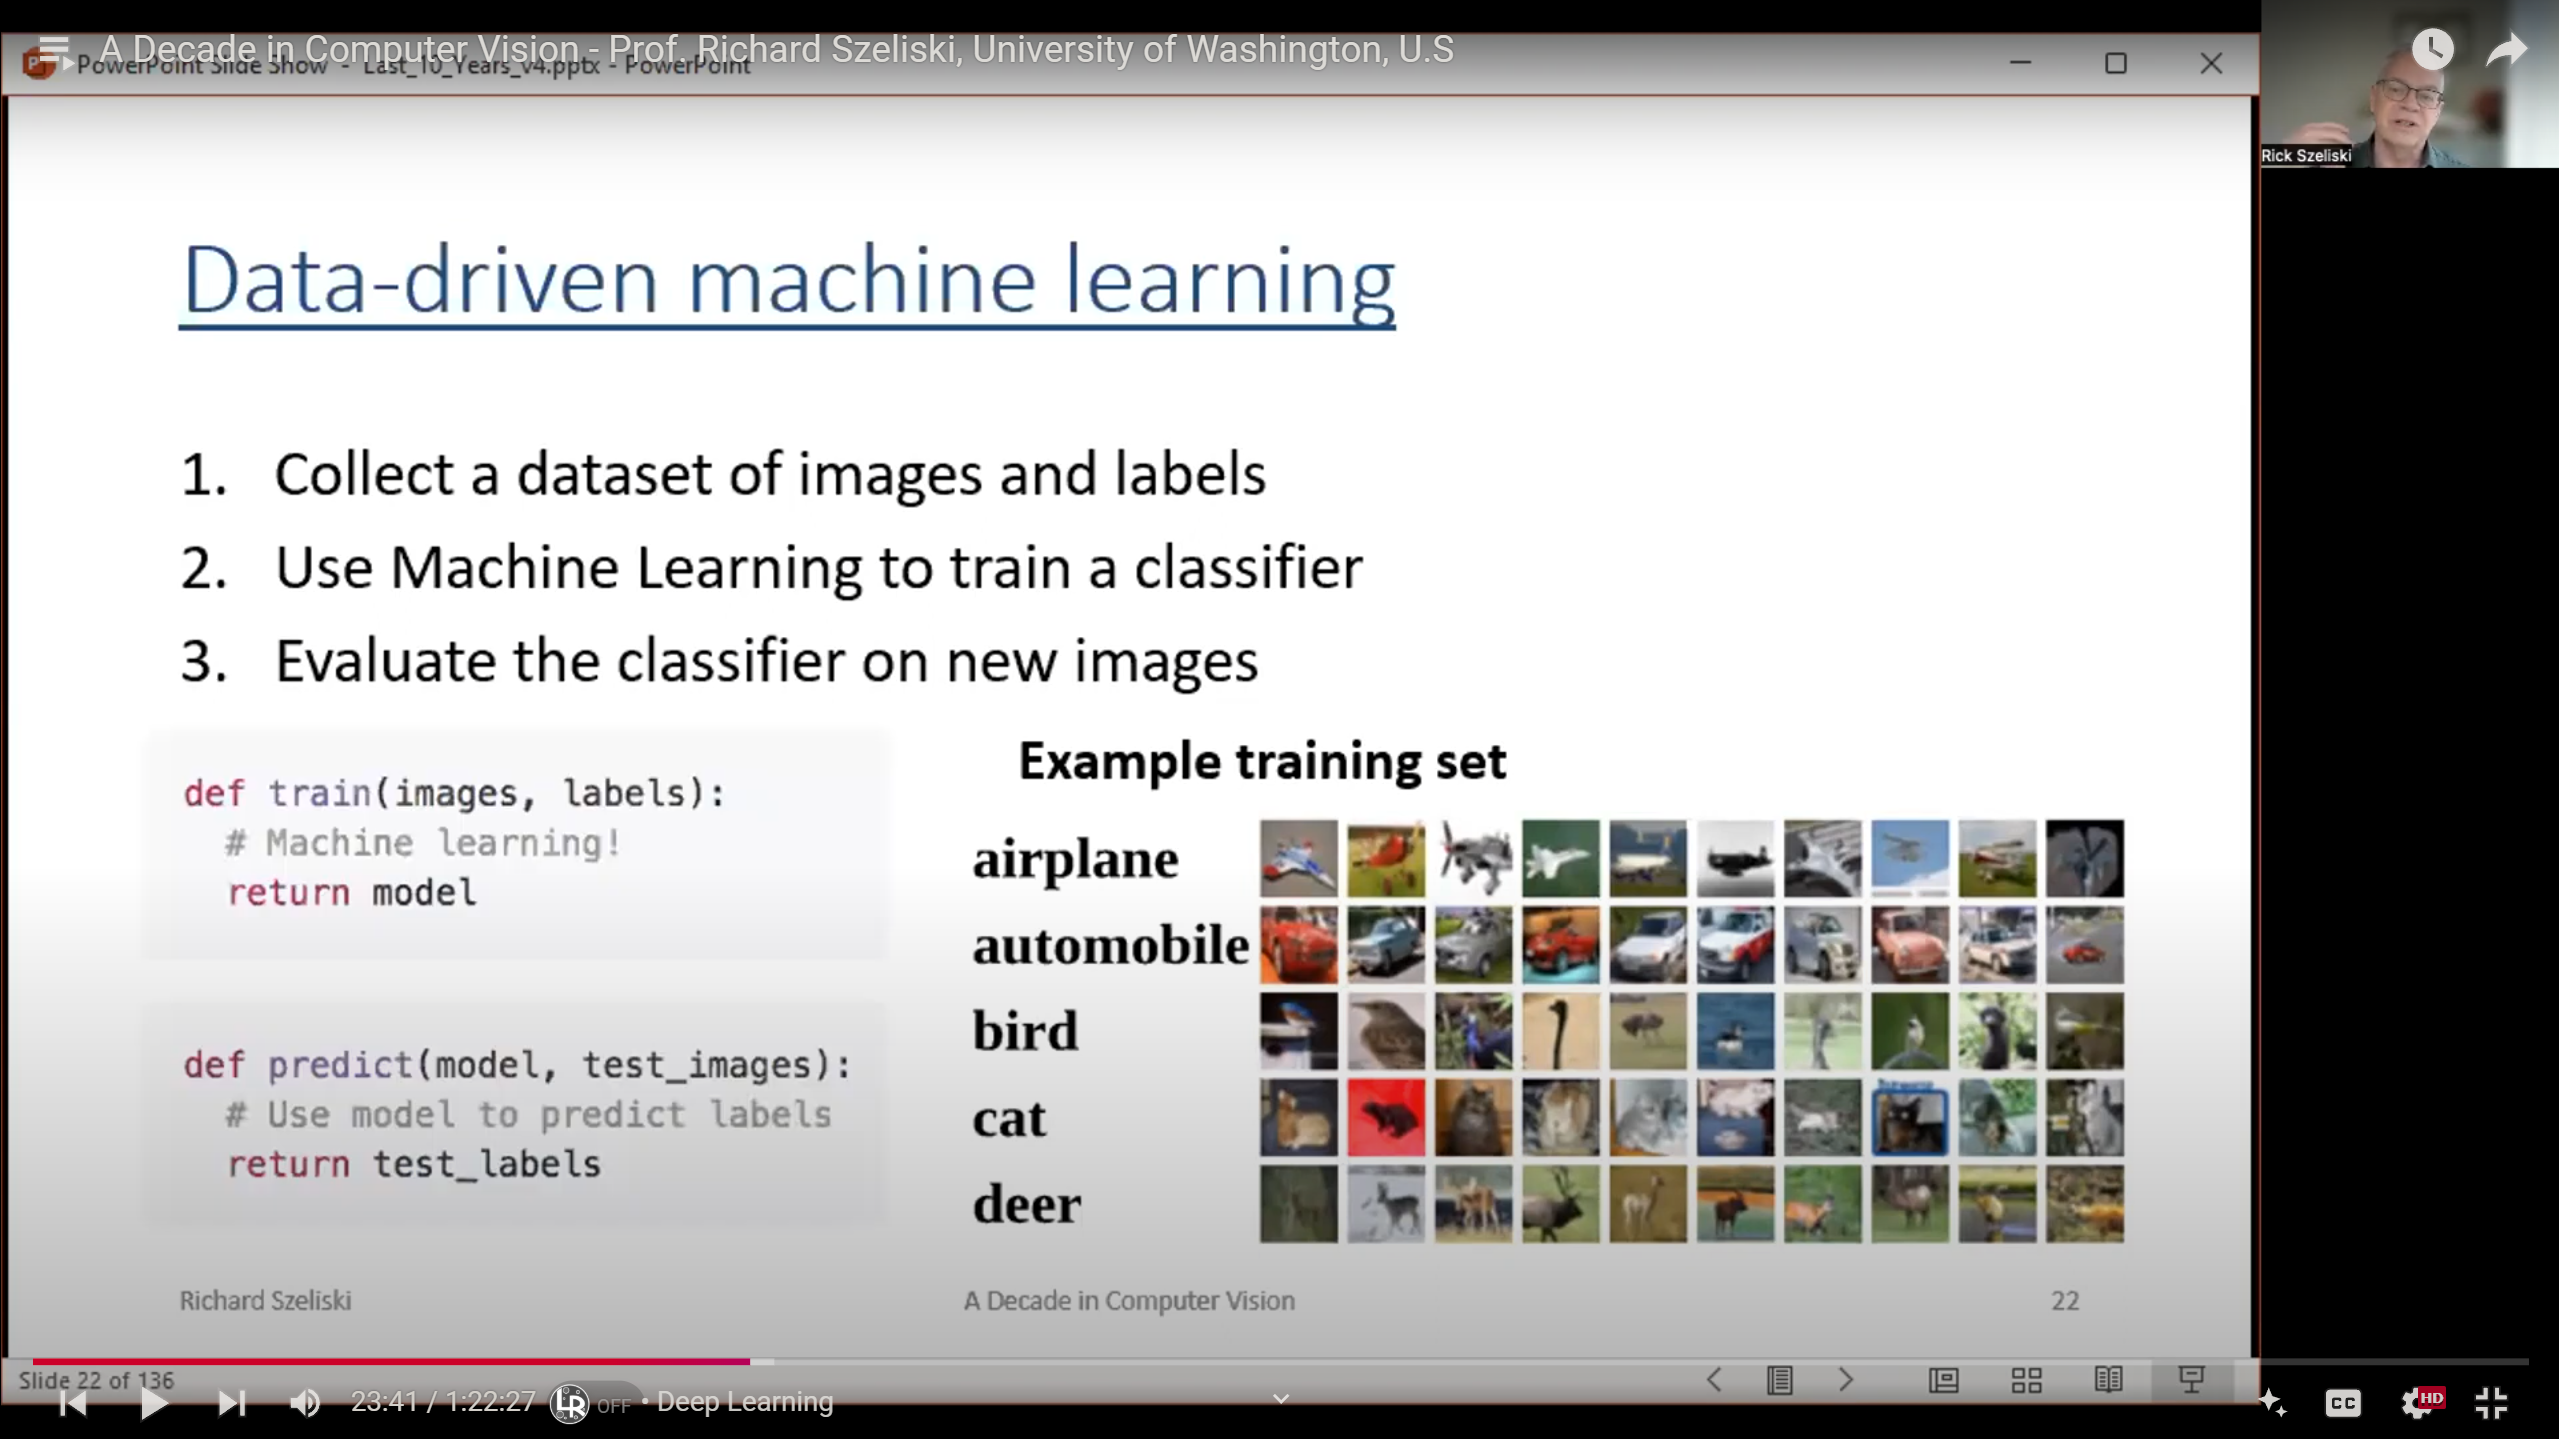 A Decade in Computer Vision - Prof. Richard Szeliski, University of Washington, U.S
PowerPoint Slide Show - Last_10_Years_v4.pptx - PowerPoint
Rick Szeliski
Data-driven machine learning
1. Collect a dataset of images and labels
2. Use Machine Learning to train a classifier
3. Evaluate the classifier on new images
def train(images, labels):
# Machine learning!
return model
def predict(model, test_images):
# Use model to predict labels
return test_labels
Example training set
airplane
automobile
bird
cat
deer
Richard Szeliski
A Decade in Computer Vision
22
Slide 22 of 136
23:41 / 1:22:27
LR
OFF
• Deep Learning
CC
HD